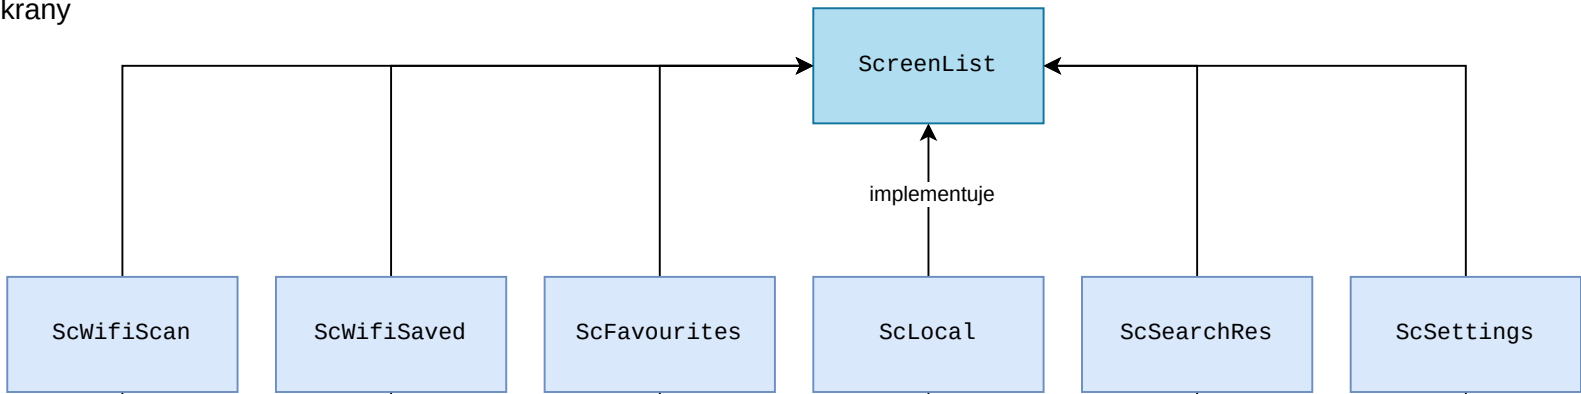 krany
ScreenList
implementuje
ScWifiScan
ScWifiSaved
ScFavourites
ScLocal
ScSearchRes
ScSettings